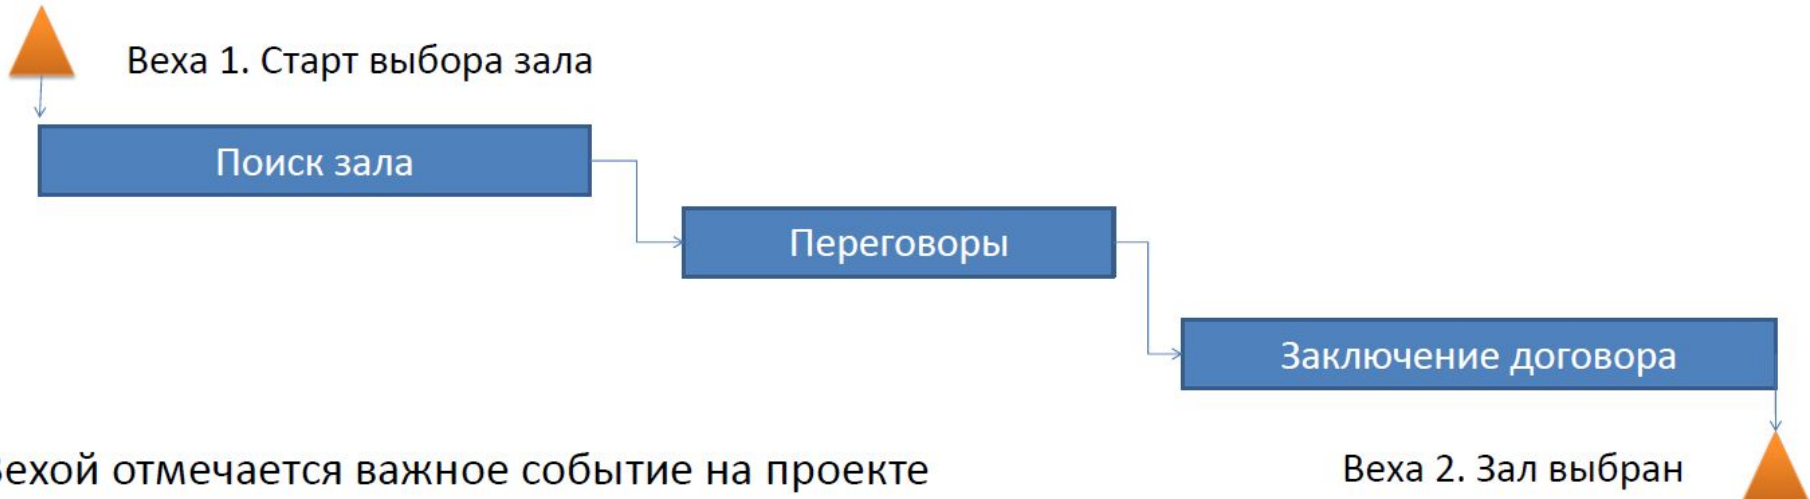 Веха 1. Старт выбора зала
Поиск зала
Переговоры
Заключение договора
Вехой отмечается важное событие на проекте
Веха 2. Зал выбран